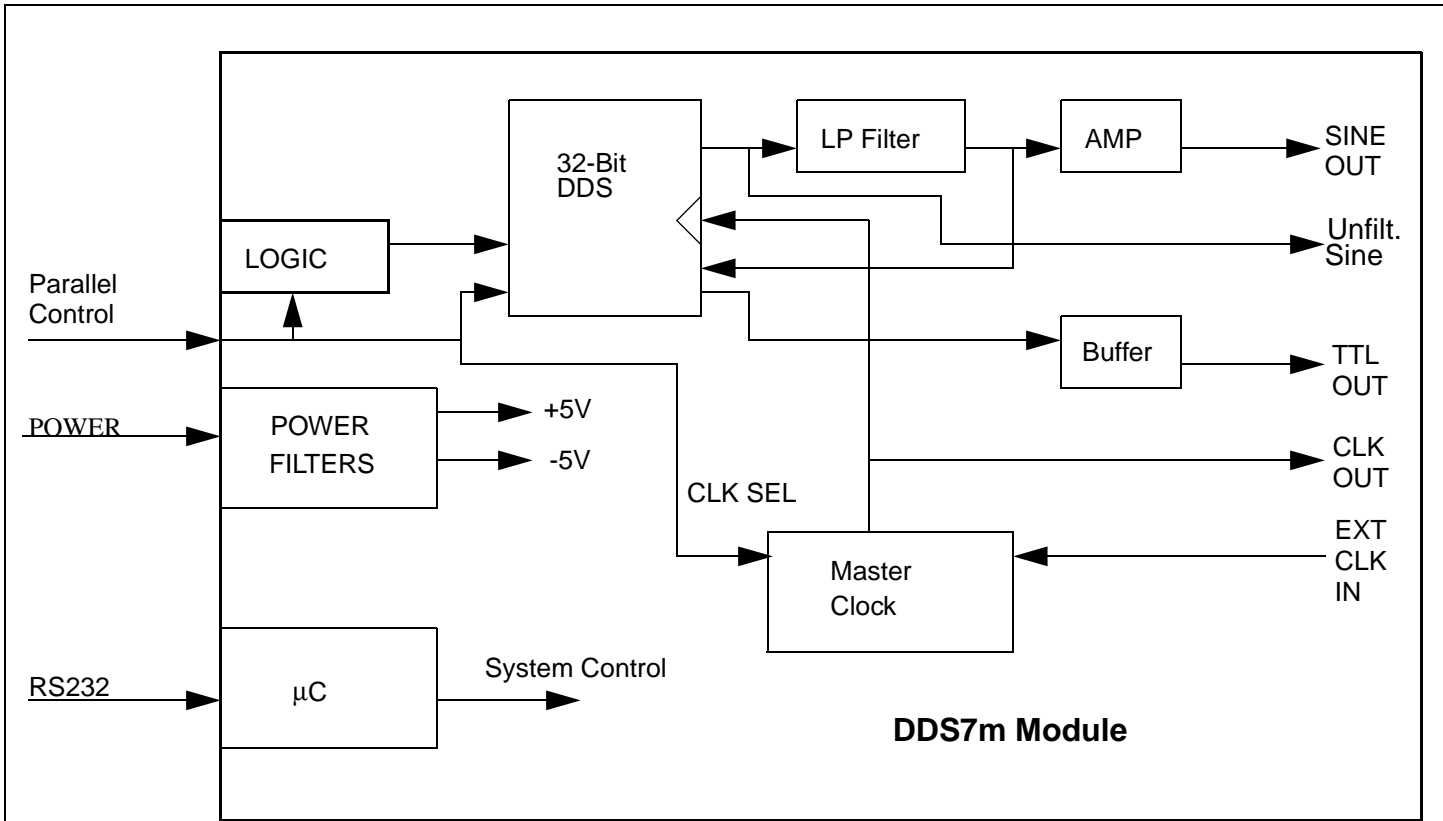 32-Bit
DDS
LP Filter
AMP
SINE
OUT
Unfilt.
Sine
LOGIC
Parallel
Control
Buffer
TTL
OUT
POWER
POWER
FILTERS
+5V
-5V
CLK
OUT
CLK SEL
EXT
CLK
IN
Master
Clock
RS232
µC
System Control
DDS7m Module